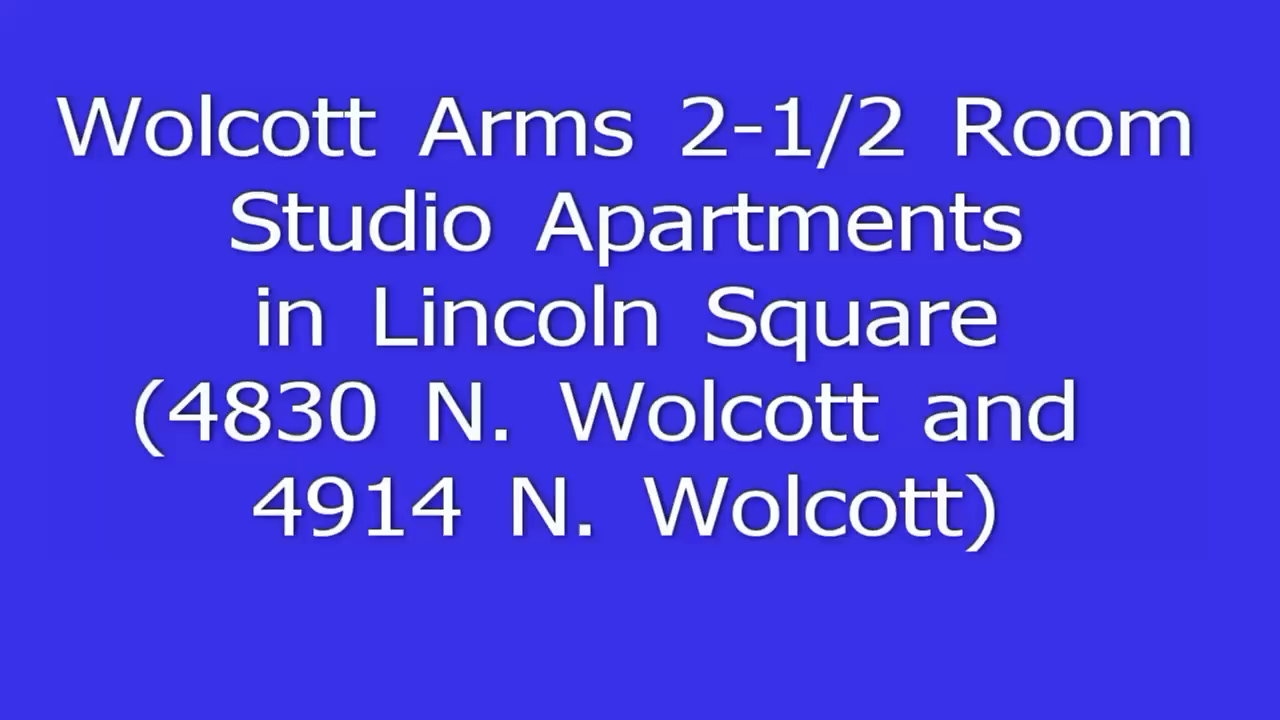 Wolcott Arms 2-1/2 Room
Studio Apartments
in Lincoln Square
(4830 N. Wolcott and
4914 N. Wolcott)